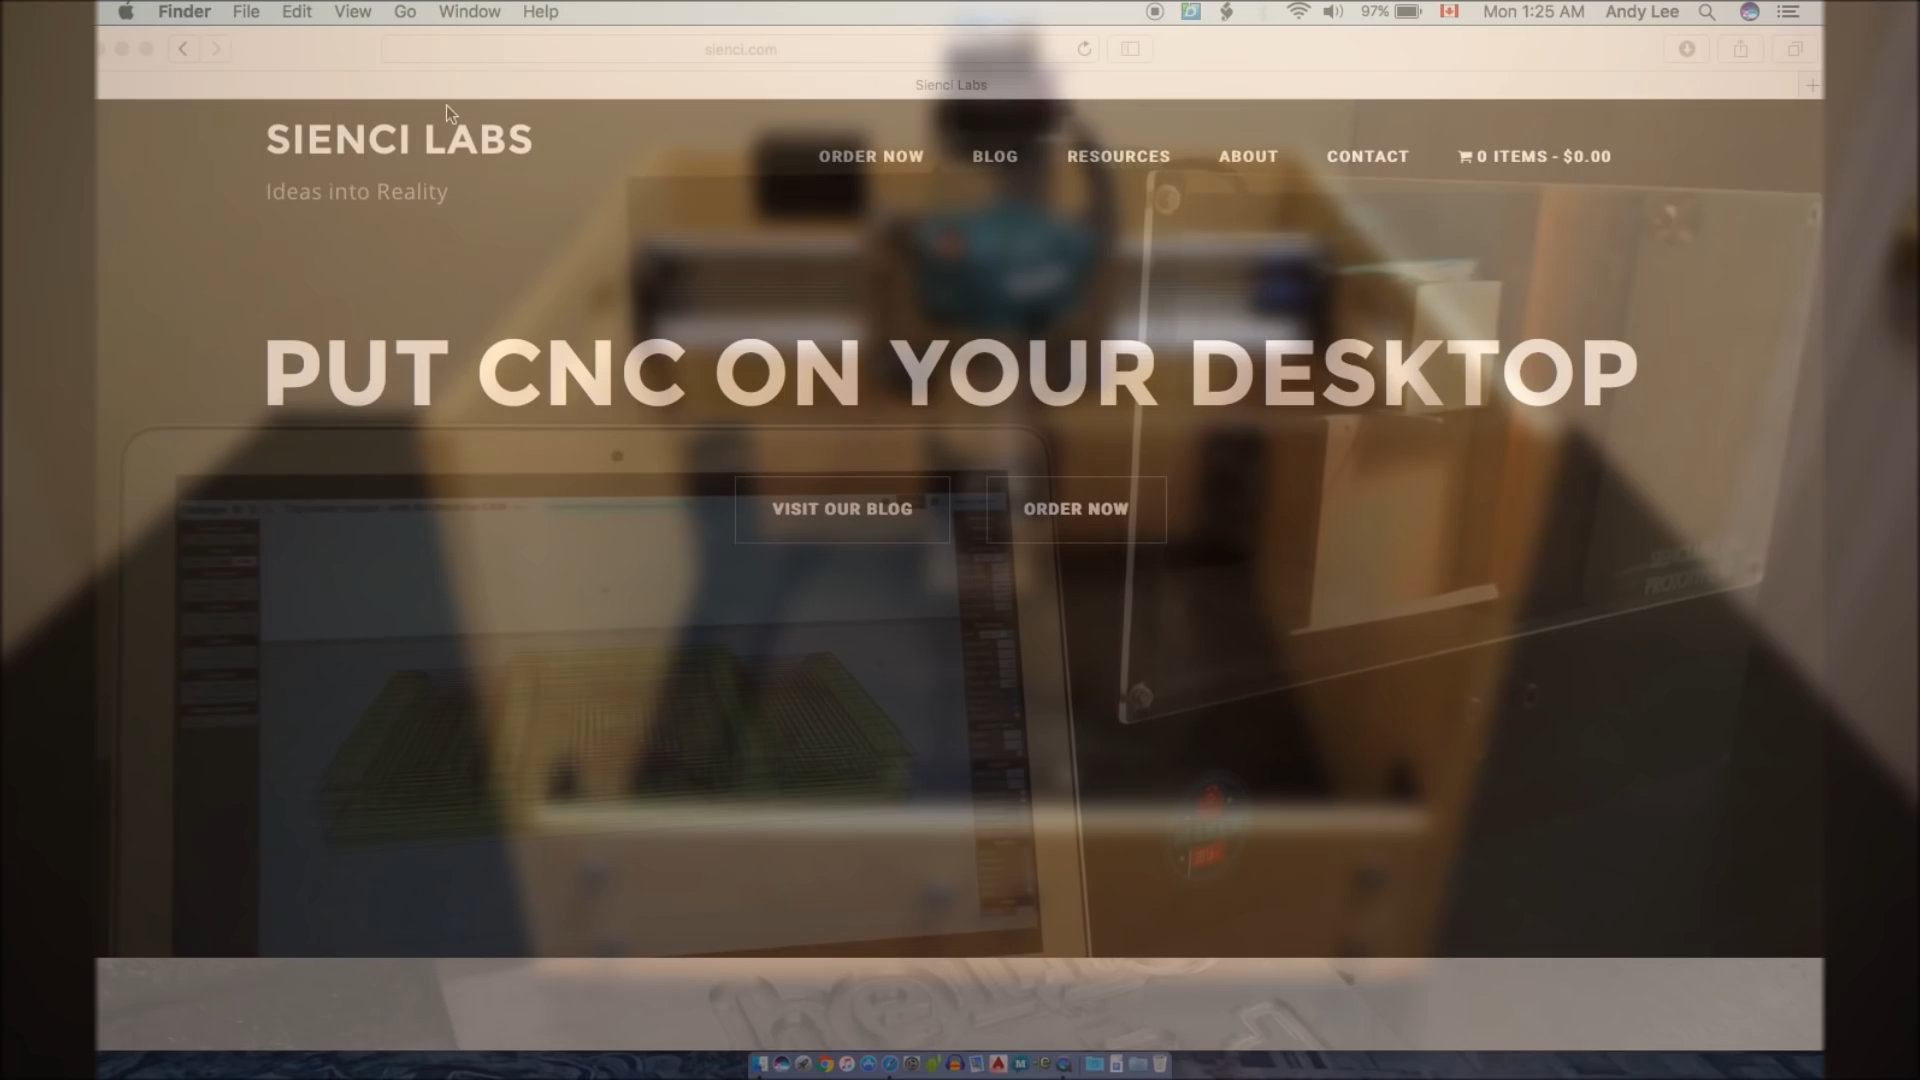 Finder File Edit View Go Window Help 97% Mon 1:25 AM Andy Lee
sienci.com
Sienci Labs
SIENCI LABS
Ideas into Reality
ORDER NOW BLOG RESOURCES ABOUT CONTACT 0 ITEMS - $0.00
PUT CNC ON YOUR DESKTOP
VISIT OUR BLOG ORDER NOW